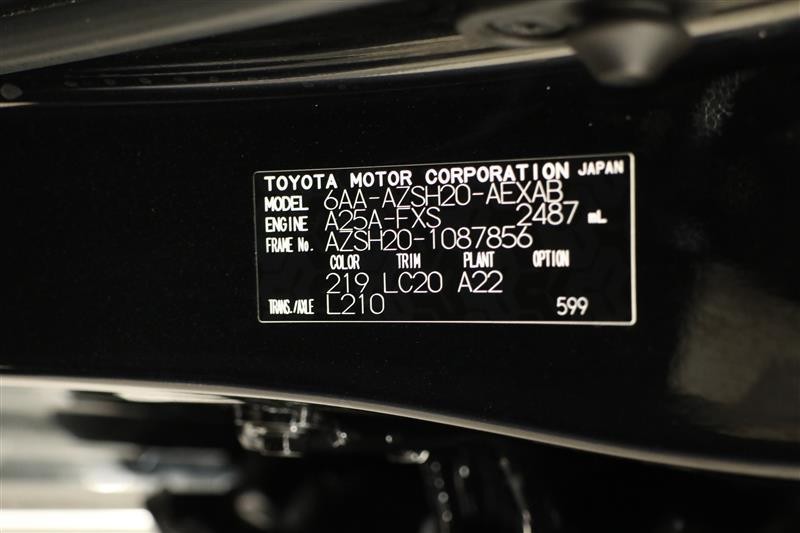 TOYOTA MOTOR CORPORATION JAPAN
MODEL 6AA-AZSH20-AEXAB
ENGINE A25A-FXS 2487 mL
FRAME No. AZSH20-1087856
COLOR TRIM PLANT OPTION
219 LC20 A22
TRANS./AXLE L210 599